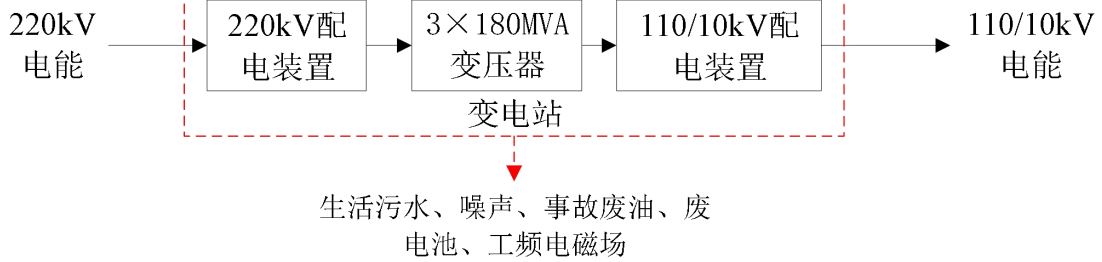 220kV
电能
220kV配
电装置
3×180MVA
变压器
110/10kV配
电装置
110/10kV
电能
变电站
生活污水、噪声、事故废油、废
电池、工频电磁场